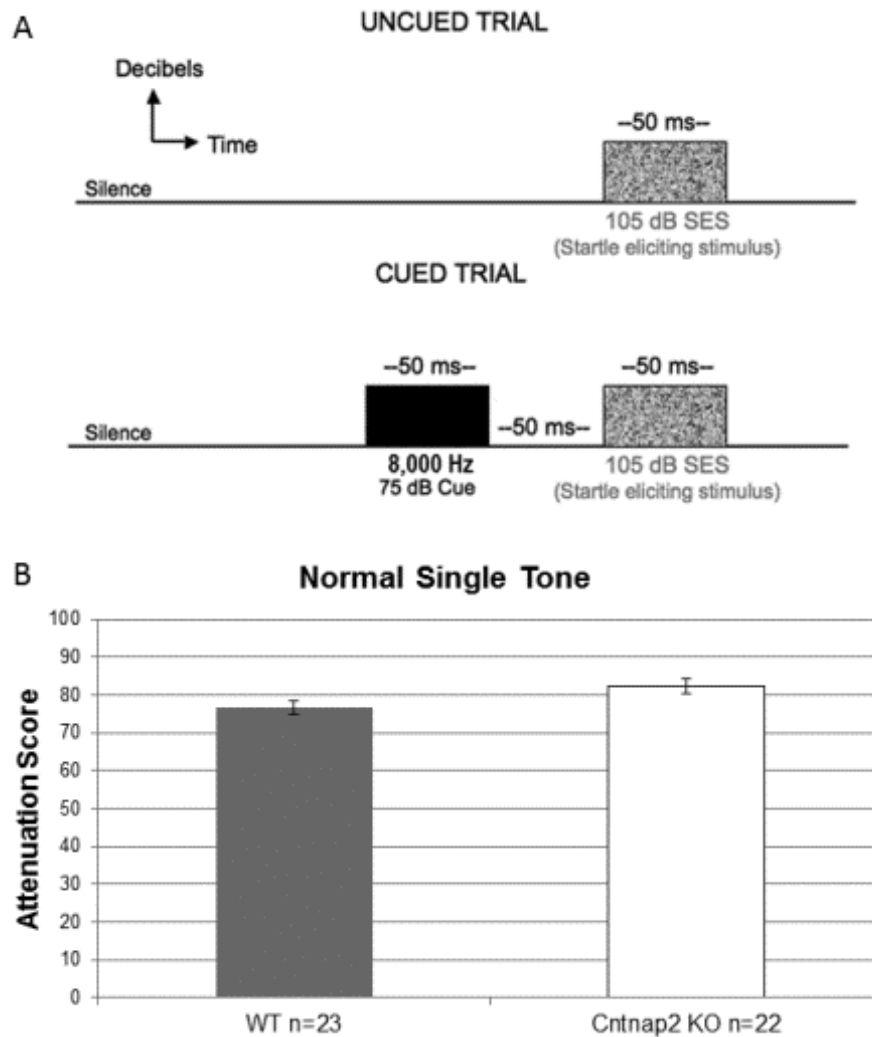 A
UNCUED TRIAL
Decibels
Time
--50 ms--
Silence
105 dB SES
(Startle eliciting stimulus)
CUED TRIAL
--50 ms--
--50 ms--
--50 ms--
Silence
8,000 Hz
75 dB Cue
105 dB SES
(Startle eliciting stimulus)
B
Normal Single Tone
Attenuation Score
100
90
80
70
60
50
40
30
20
10
0
WT n=23
Cntnap2 KO n=22